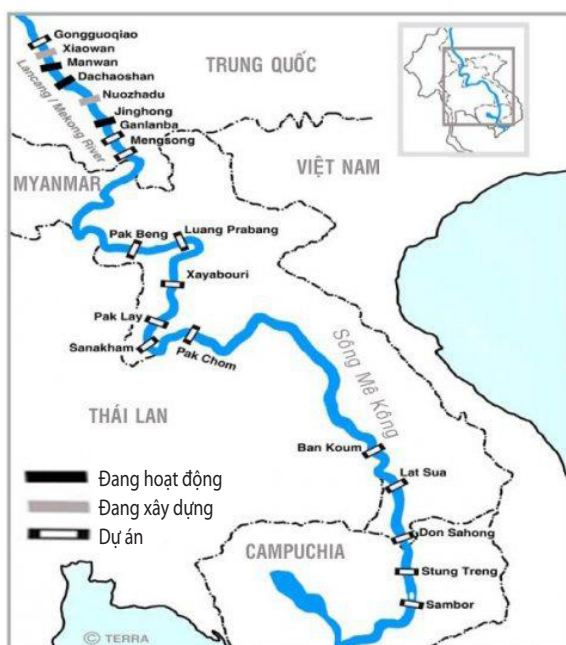 Gongguoqiao
Xiaowan
Manwan
Dachaoshan
Nuozhadu
Jinghong
Ganlanba
Mengsong
Lancang / Mekong River
TRUNG QUỐC
MYANMAR
VIỆT NAM
Pak Beng
Luang Prabang
Xayabouri
Pak Lay
Sanakham
Pak Chom
Sông Mê Kông
THÁI LAN
Ban Koum
Lat Sua
Đang hoạt động
Đang xây dựng
Dự án
Don Sahong
CAMPUCHIA
Stung Treng
Sambor
© TERRA